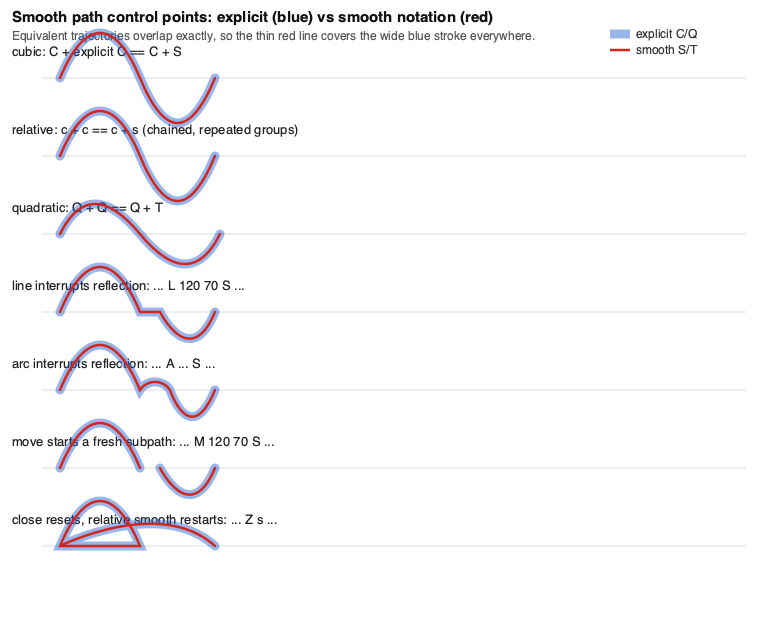 Smooth path control points: explicit (blue) vs smooth notation (red)
Equivalent trajectories overlap exactly, so the thin red line covers the wide blue stroke everywhere.
explicit C/Q
smooth S/T
cubic: C + explicit C == C + S
relative: c + c == c + s (chained, repeated groups)
quadratic: Q + Q == Q + T
line interrupts reflection: ... L 120 70 S ...
arc interrupts reflection: ... A ... S ...
move starts a fresh subpath: ... M 120 70 S ...
close resets, relative smooth restarts: ... Z s ...